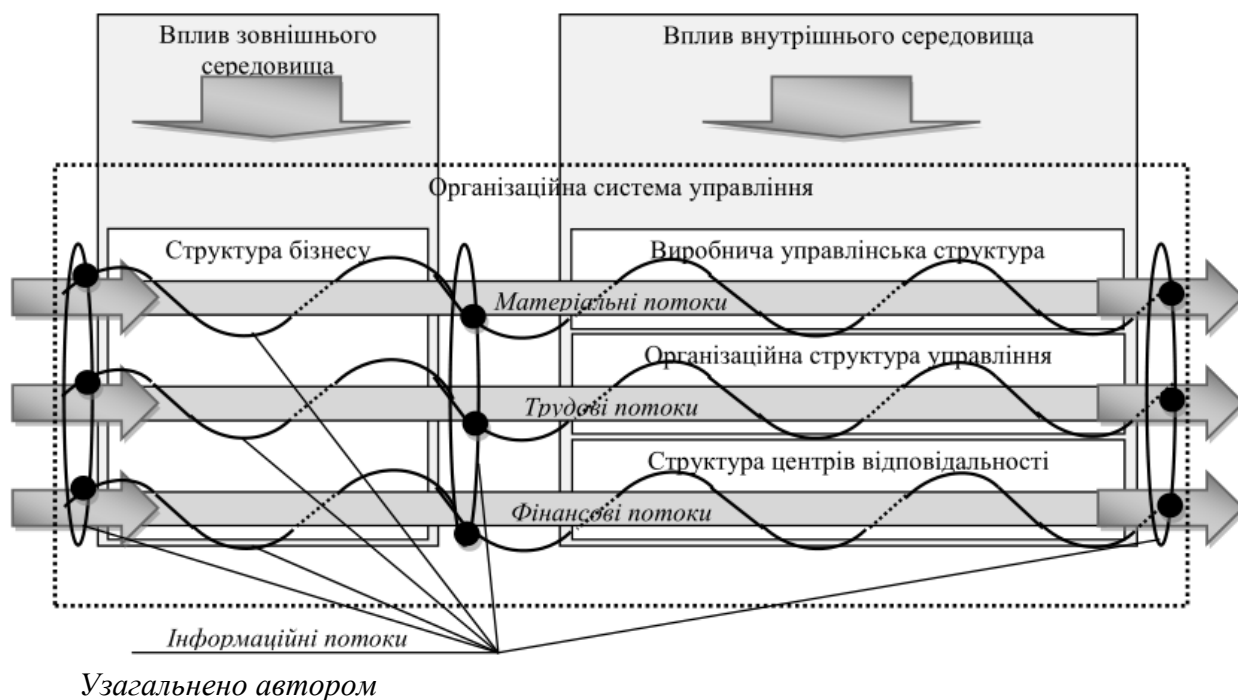 Вплив зовнішнього
середовища
Вплив внутрішнього середовища
Організаційна система управління
Структура бізнесу
Виробнича управлінська структура
Матеріальні потоки
Організаційна структура управління
Трудові потоки
Структура центрів відповідальності
Фінансові потоки
Інформаційні потоки
Узагальнено автором